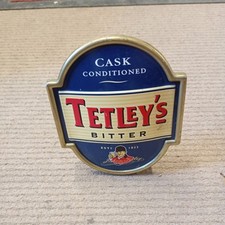 CASK
CONDITIONED
TETLEY'S
BITTER